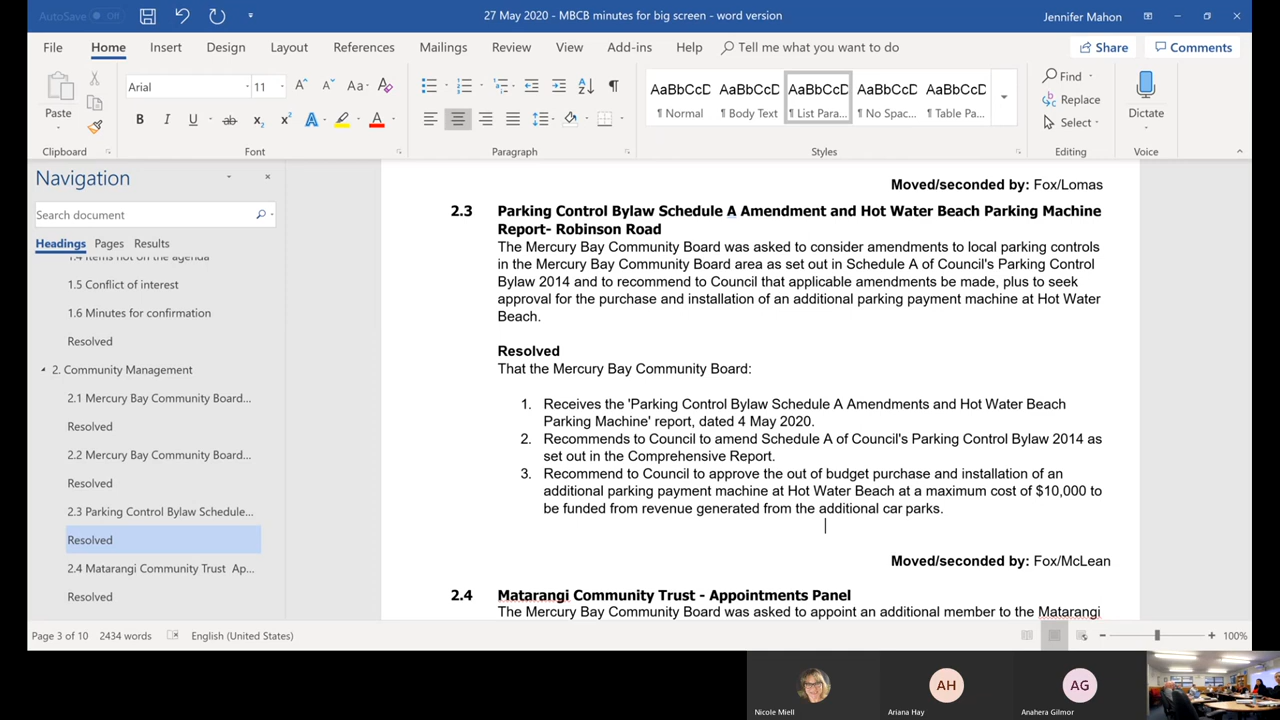 AutoSave Off
27 May 2020 - MBCB minutes for big screen - word version
Jennifer Mahon
File Home Insert Design Layout References Mailings Review View Add-ins Help Tell me what you want to do Share Comments
Paste
Clipboard
Arial 11
Font
Paragraph
AaBbCcD AaBbCcD AaBbCcD AaBbCcD AaBbCcD
¶ Normal ¶ Body Text ¶ List Para... ¶ No Spac... ¶ Table Pa...
Styles
Find
Replace
Select
Editing
Dictate
Voice
Navigation
Search document
Headings Pages Results
1.4 Items not on the agenda
1.5 Conflict of interest
1.6 Minutes for confirmation
Resolved
2. Community Management
2.1 Mercury Bay Community Board...
Resolved
2.2 Mercury Bay Community Board...
Resolved
2.3 Parking Control Bylaw Schedule...
Resolved
2.4 Matarangi Community Trust Ap...
Resolved
Moved/seconded by: Fox/Lomas
2.3 Parking Control Bylaw Schedule A Amendment and Hot Water Beach Parking Machine
Report- Robinson Road
The Mercury Bay Community Board was asked to consider amendments to local parking controls
in the Mercury Bay Community Board area as set out in Schedule A of Council's Parking Control
Bylaw 2014 and to recommend to Council that applicable amendments be made, plus to seek
approval for the purchase and installation of an additional parking payment machine at Hot Water
Beach.
Resolved
That the Mercury Bay Community Board:
1. Receives the 'Parking Control Bylaw Schedule A Amendments and Hot Water Beach
Parking Machine' report, dated 4 May 2020.
2. Recommends to Council to amend Schedule A of Council's Parking Control Bylaw 2014 as
set out in the Comprehensive Report.
3. Recommend to Council to approve the out of budget purchase and installation of an
additional parking payment machine at Hot Water Beach at a maximum cost of $10,000 to
be funded from revenue generated from the additional car parks.
Moved/seconded by: Fox/McLean
2.4 Matarangi Community Trust - Appointments Panel
The Mercury Bay Community Board was asked to appoint an additional member to the Matarangi
Page 3 of 10 2434 words English (United States) 100%
AH AG
Nicole Miell Ariana Hay Anahera Gilmor